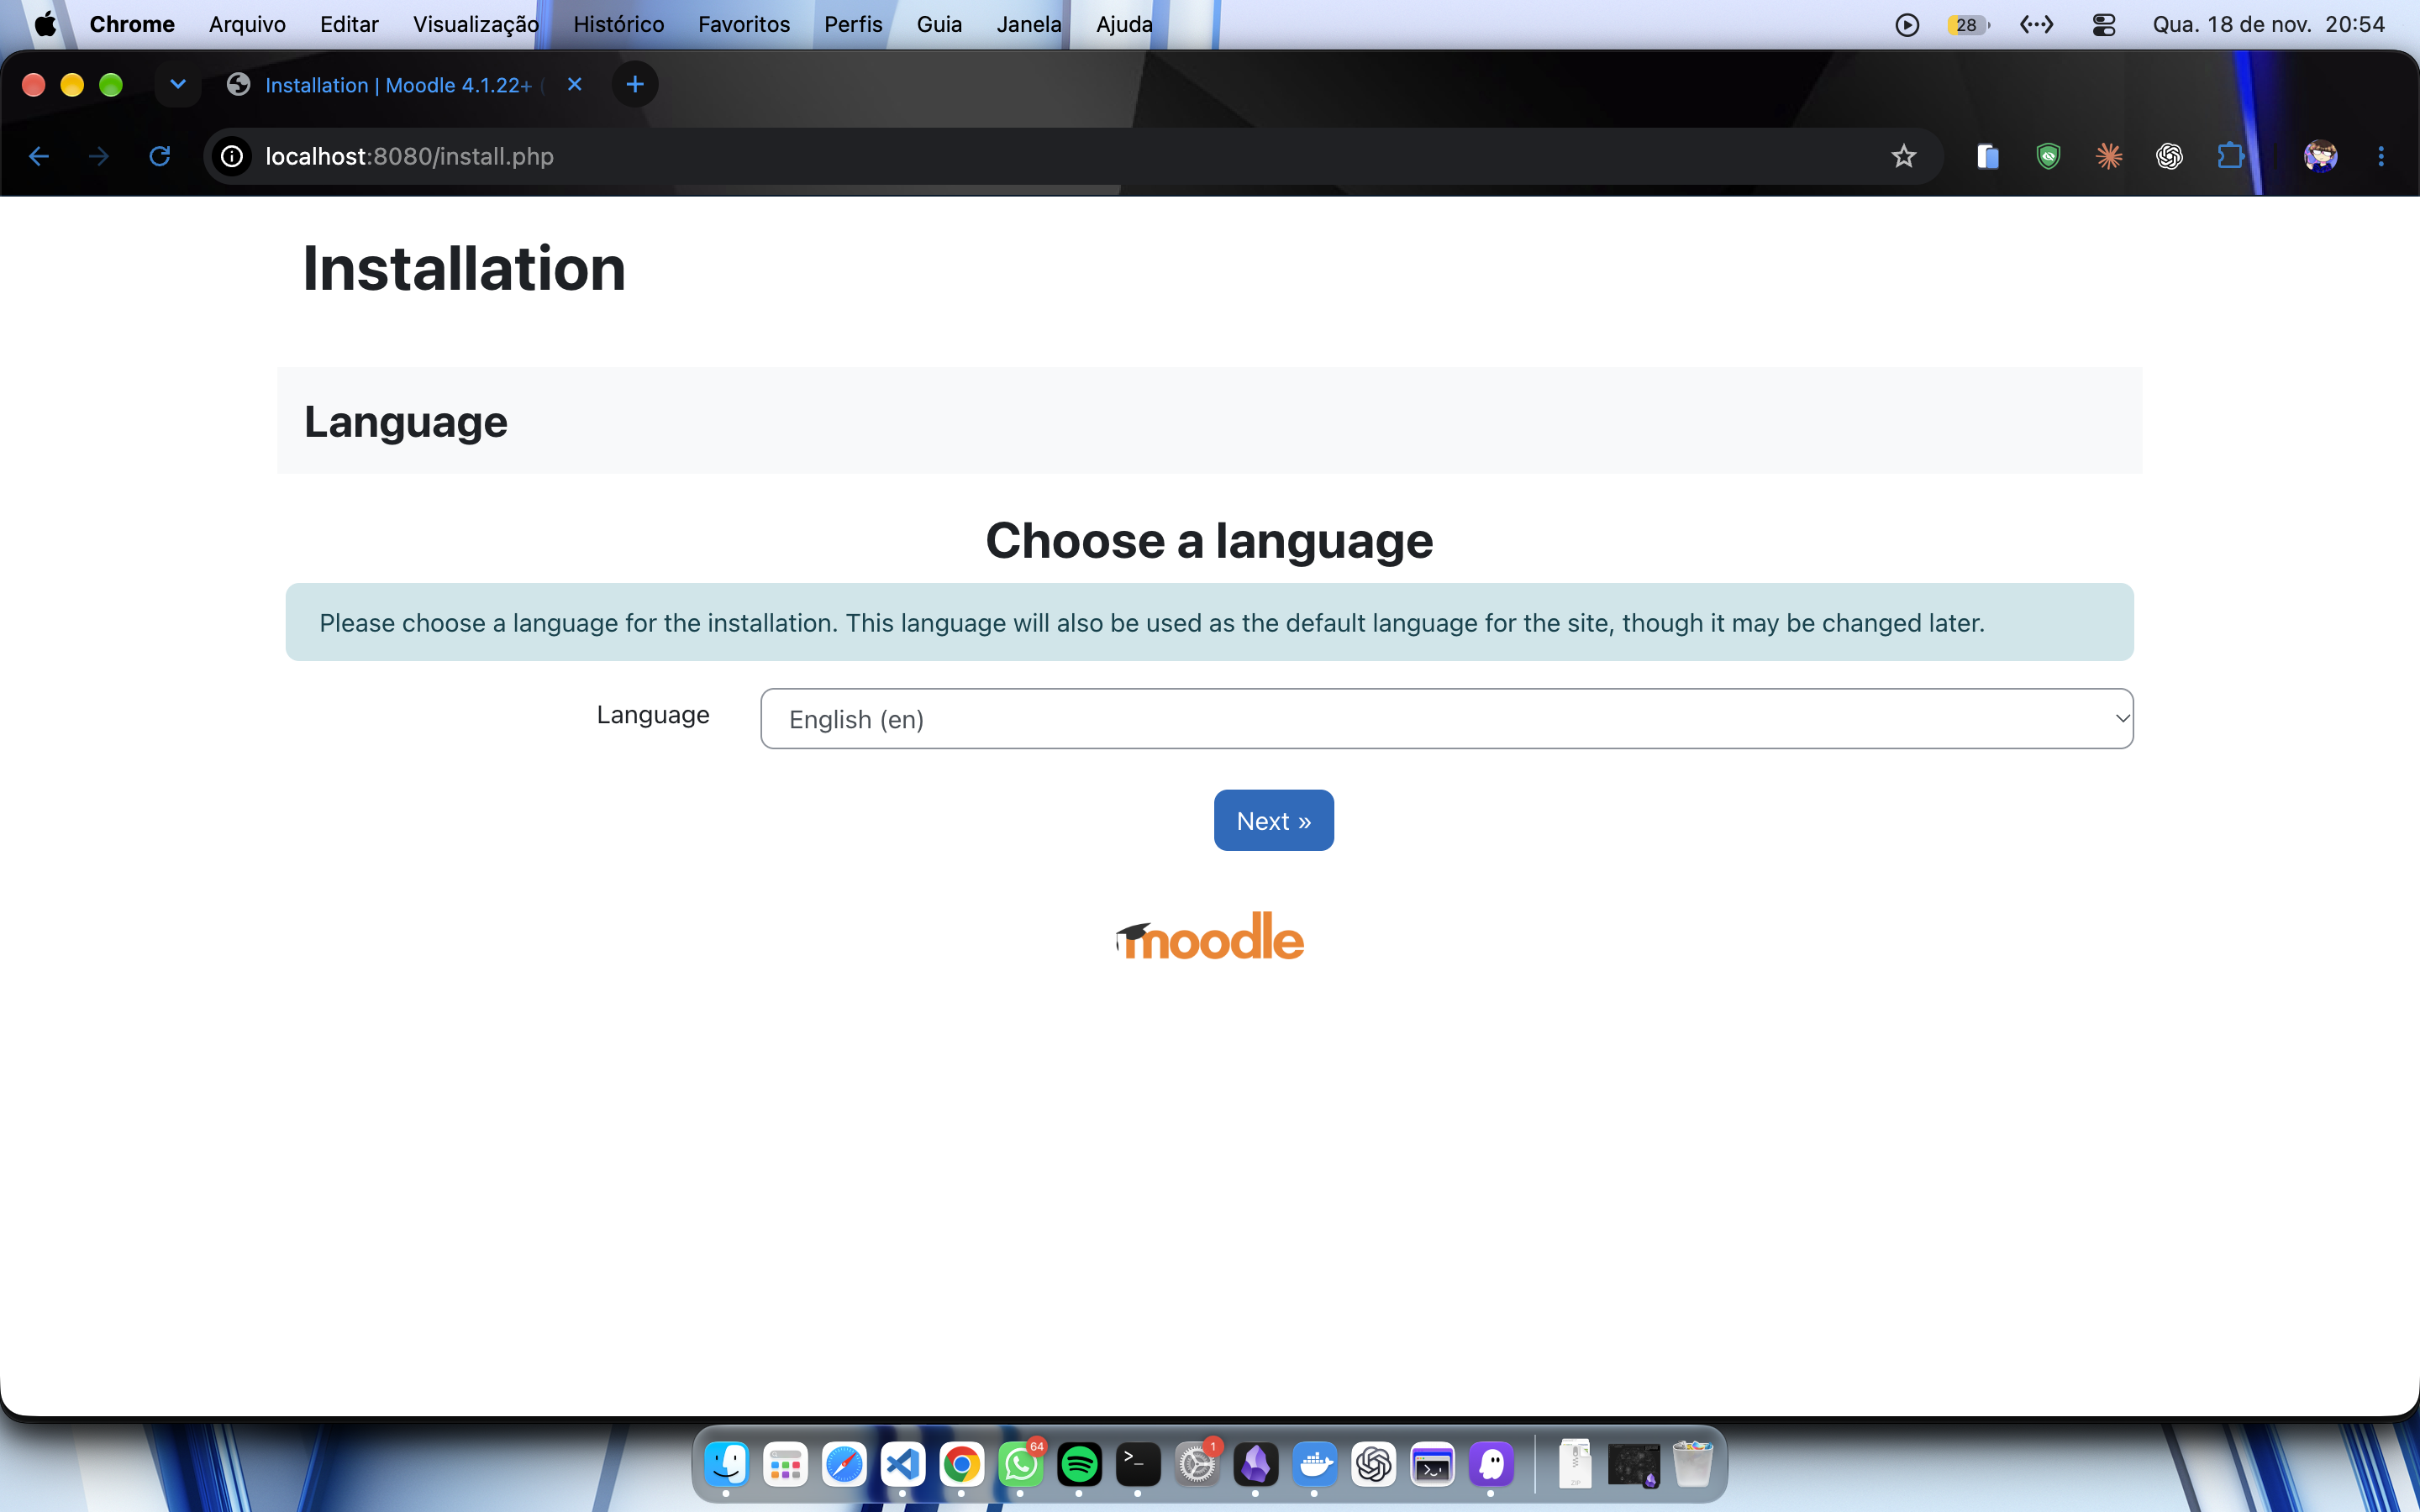 Chrome Arquivo Editar Visualização Histórico Favoritos Perfis Guia Janela Ajuda 28 Qua. 18 de nov. 20:54
Installation | Moodle 4.1.22+ (
localhost:8080/install.php
Installation
Language
Choose a language
Please choose a language for the installation. This language will also be used as the default language for the site, though it may be changed later.
Language English (en)
Next »
moodle
64
1
ZIP